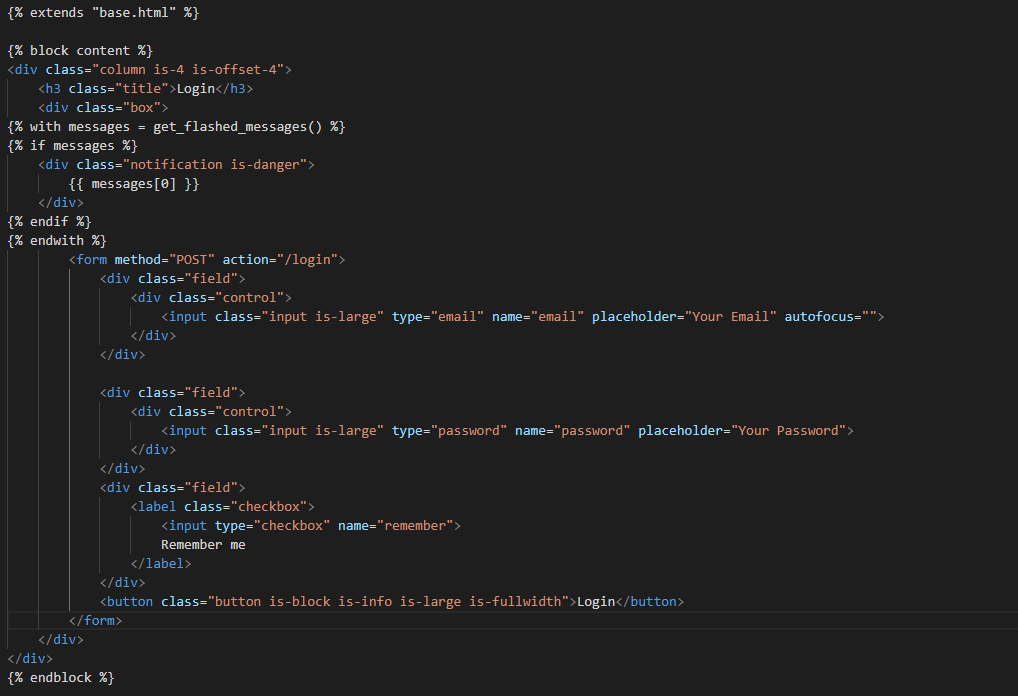 {% extends "base.html" %}

{% block content %}
<div class="column is-4 is-offset-4">
    <h3 class="title">Login</h3>
    <div class="box">
{% with messages = get_flashed_messages() %}
{% if messages %}
    <div class="notification is-danger">
        {{ messages[0] }}
    </div>
{% endif %}
{% endwith %}
        <form method="POST" action="/login">
            <div class="field">
                <div class="control">
                    <input class="input is-large" type="email" name="email" placeholder="Your Email" autofocus="">
                </div>
            </div>

            <div class="field">
                <div class="control">
                    <input class="input is-large" type="password" name="password" placeholder="Your Password">
                </div>
            </div>
            <div class="field">
                <label class="checkbox">
                    <input type="checkbox" name="remember">
                    Remember me
                </label>
            </div>
            <button class="button is-block is-info is-large is-fullwidth">Login</button>
        </form>
    </div>
</div>
{% endblock %}